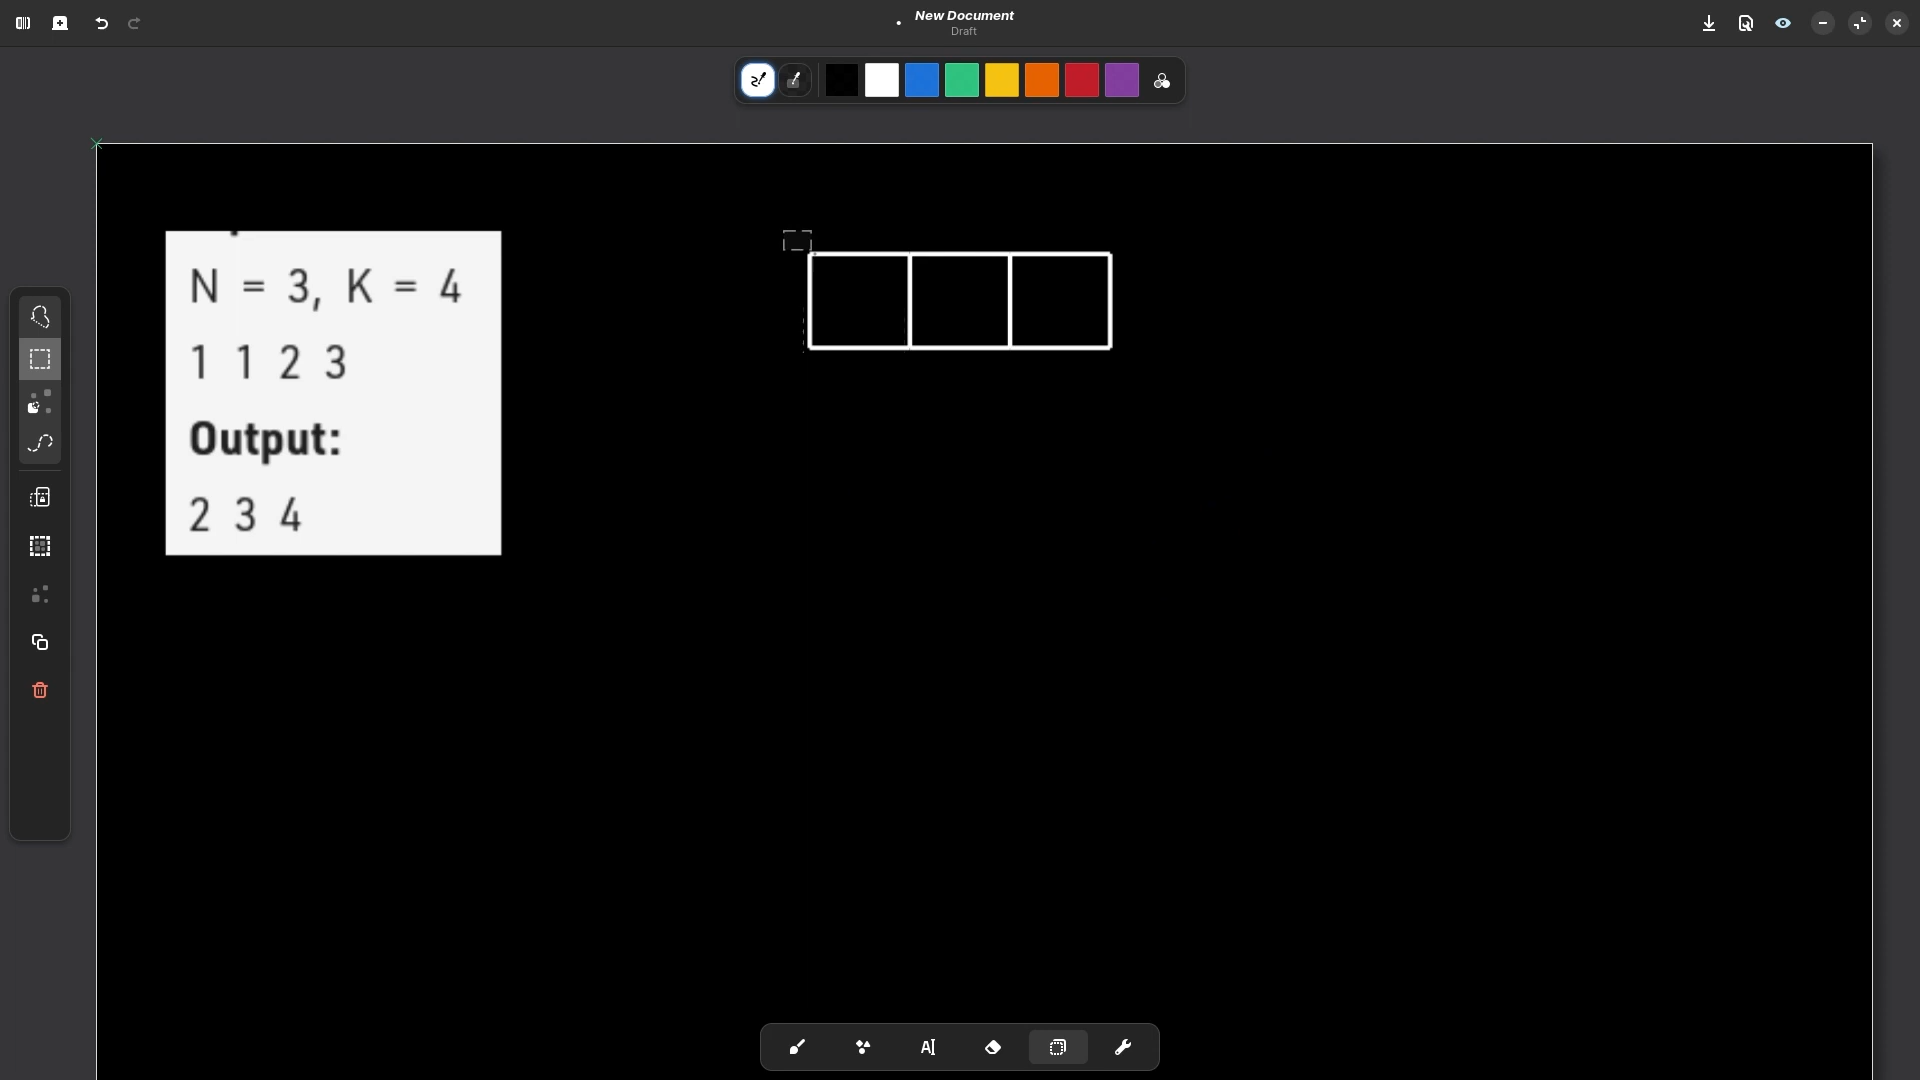 New Document
Draft
N = 3, K = 4
1 1 2 3
Output:
2 3 4